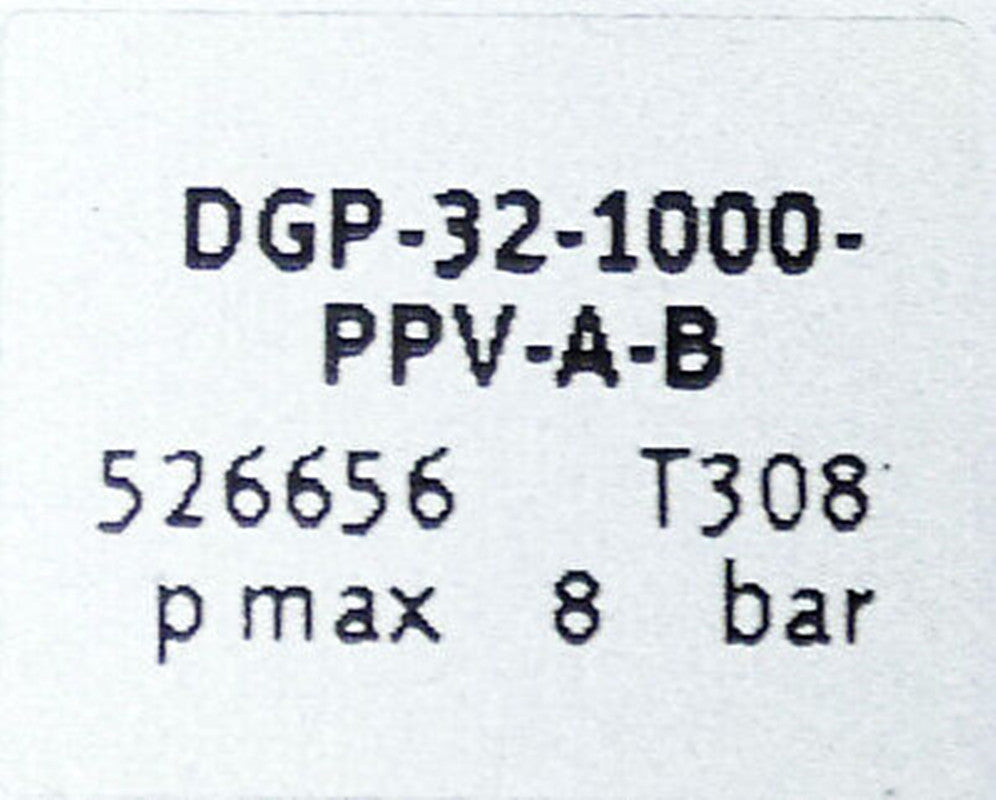 DGP-32-1000-
PPV-A-B
526656 T308
p max 8 bar